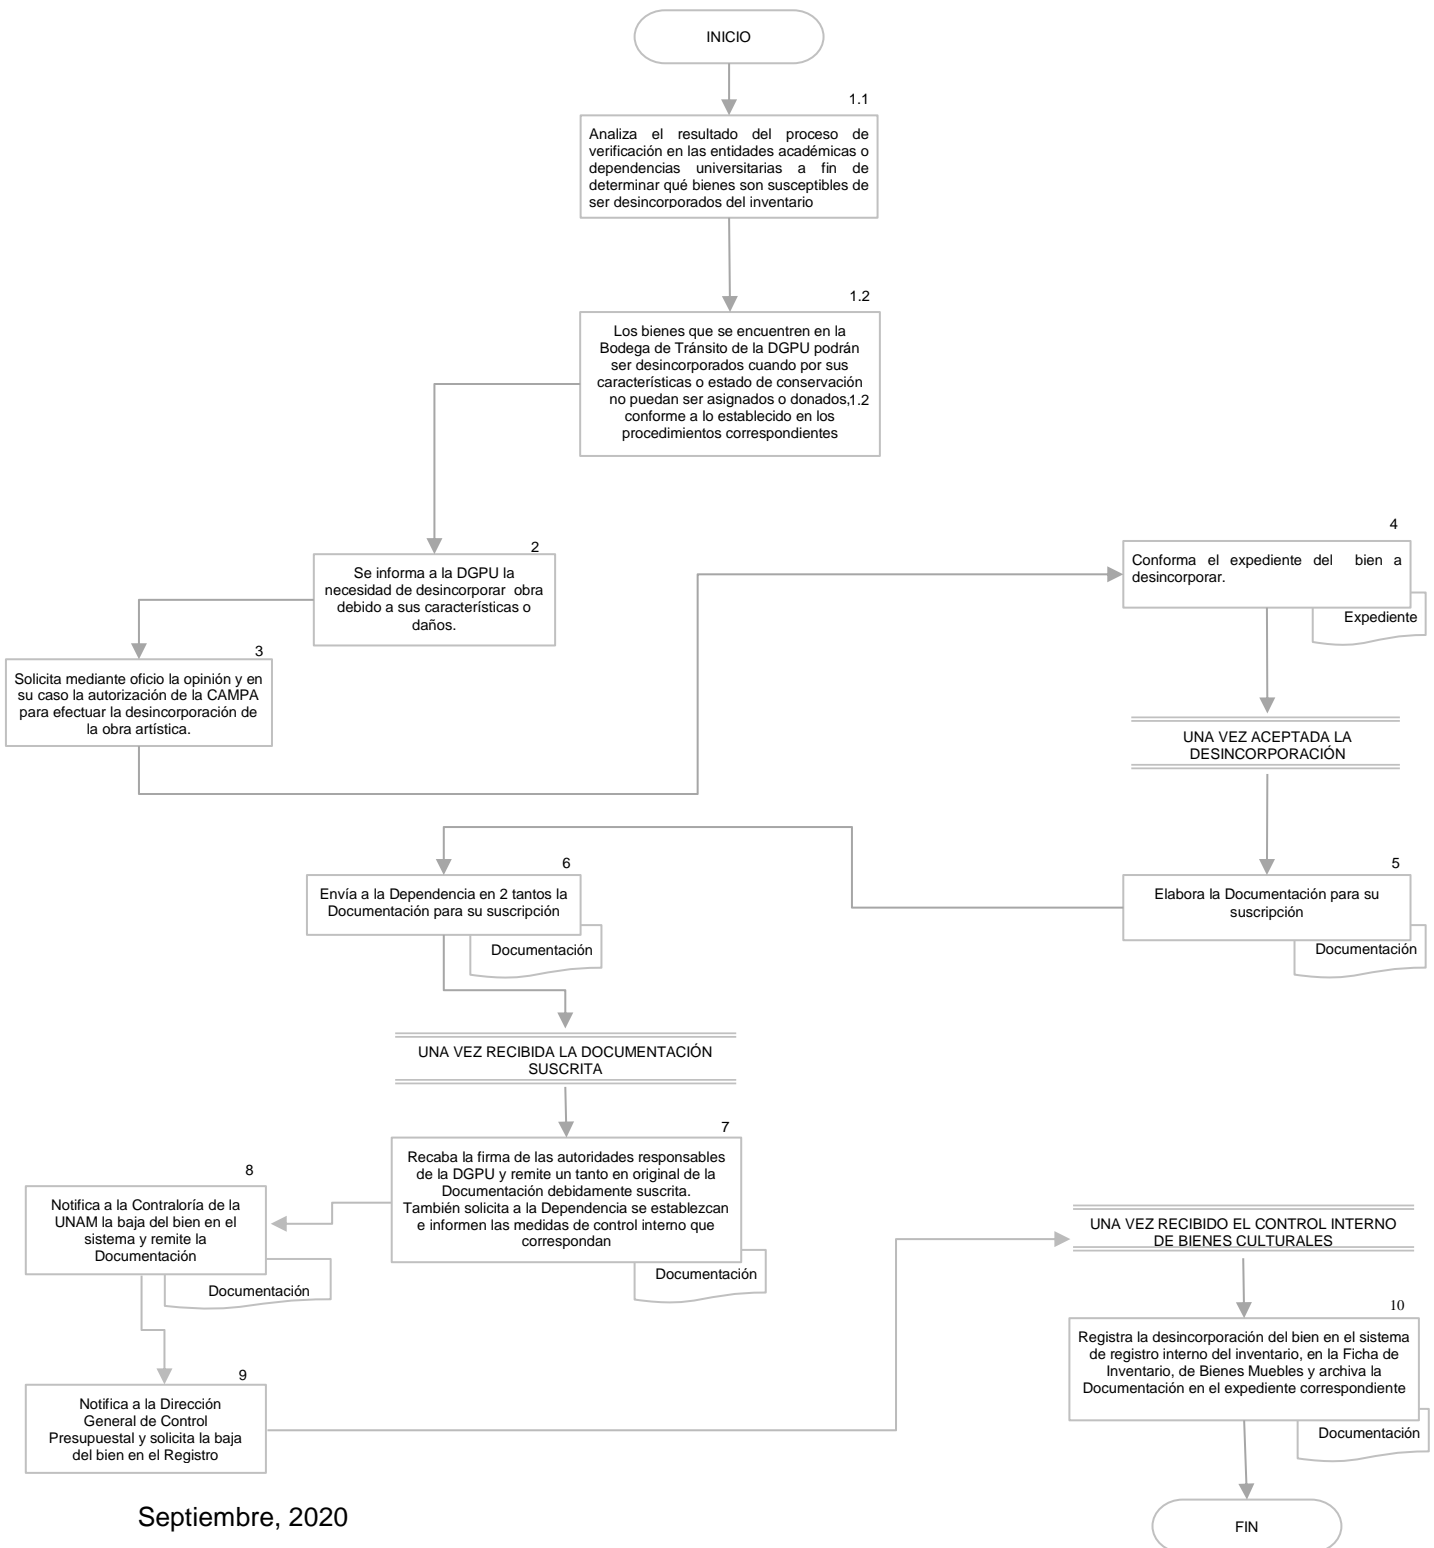 INICIO
1.1
Analiza el resultado del proceso de
verificación en las entidades académicas o
dependencias universitarias a fin de
determinar qué bienes son susceptibles de
ser desincorporados del inventario
1.2
Los bienes que se encuentren en la
Bodega de Tránsito de la DGPU podrán
ser desincorporados cuando por sus
características o estado de conservación
no puedan ser asignados o donados,1.2
conforme a lo establecido en los
procedimientos correspondientes
2
Se informa a la DGPU la
necesidad de desincorporar obra
debido a sus características o
daños.
3
Solicita mediante oficio la opinión y en
su caso la autorización de la CAMPA
para efectuar la desincorporación de
la obra artística.
4
Conforma el expediente del bien a
desincorporar.
Expediente
UNA VEZ ACEPTADA LA
DESINCORPORACIÓN
5
Elabora la Documentación para su
suscripción
Documentación
6
Envía a la Dependencia en 2 tantos la
Documentación para su suscripción
Documentación
UNA VEZ RECIBIDA LA DOCUMENTACIÓN
SUSCRITA
7
Recaba la firma de las autoridades responsables
de la DGPU y remite un tanto en original de la
Documentación debidamente suscrita.
También solicita a la Dependencia se establezcan
e informen las medidas de control interno que
correspondan
Documentación
8
Notifica a la Contraloría de la
UNAM la baja del bien en el
sistema y remite la
Documentación
Documentación
9
Notifica a la Dirección
General de Control
Presupuestal y solicita la baja
del bien en el Registro
UNA VEZ RECIBIDO EL CONTROL INTERNO
DE BIENES CULTURALES
10
Registra la desincorporación del bien en el sistema
de registro interno del inventario, en la Ficha de
Inventario, de Bienes Muebles y archiva la
Documentación en el expediente correspondiente
Documentación
FIN
Septiembre, 2020